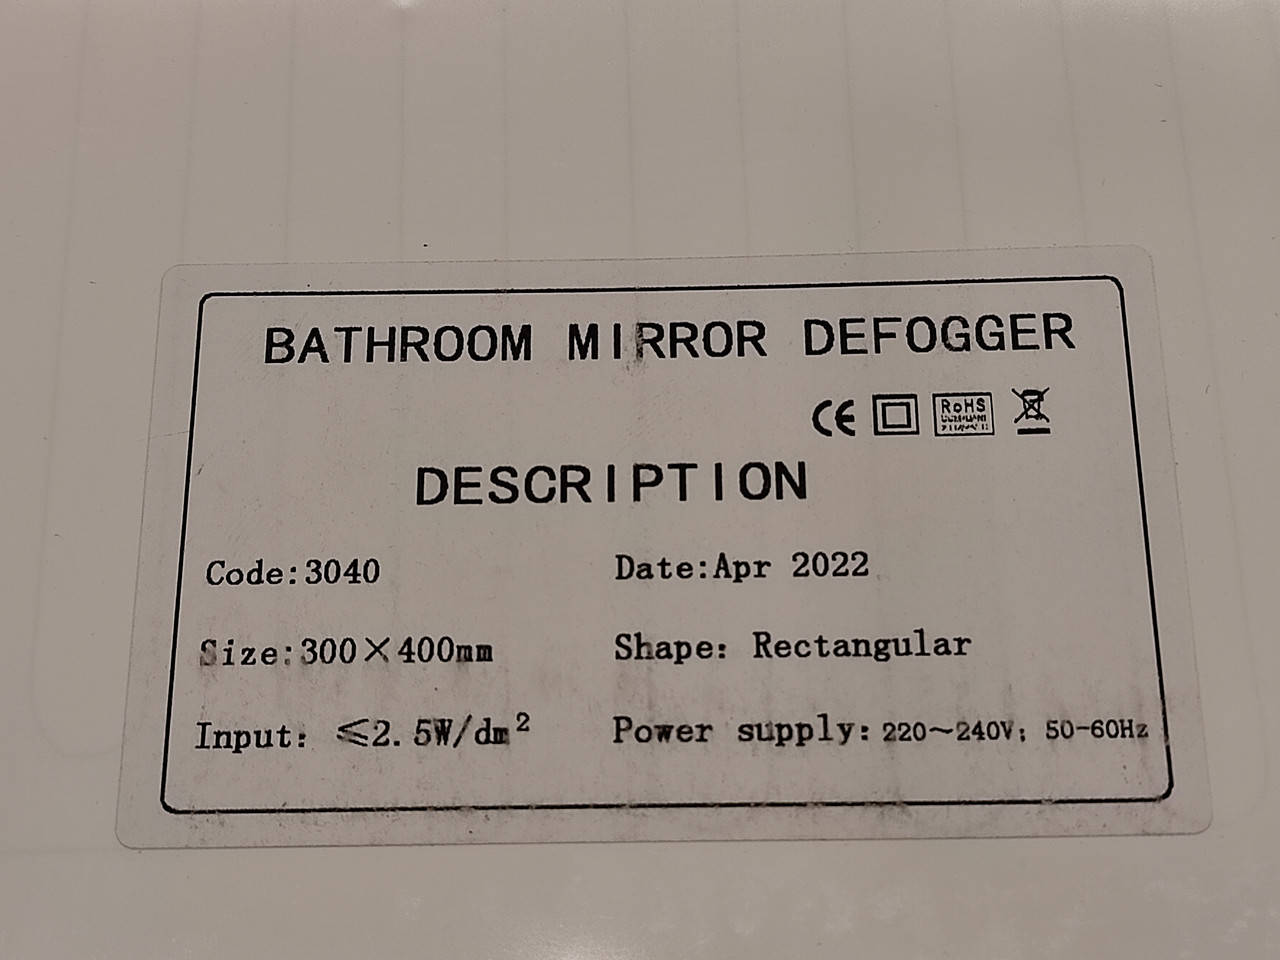 BATHROOM MIRROR DEFOGGER
CE RoHS
DESCRIPTION
Code:3040 Date:Apr 2022
Size:300×400mm Shape: Rectangular
Input: ≤2.5W/dm² Power supply: 220~240V; 50-60Hz